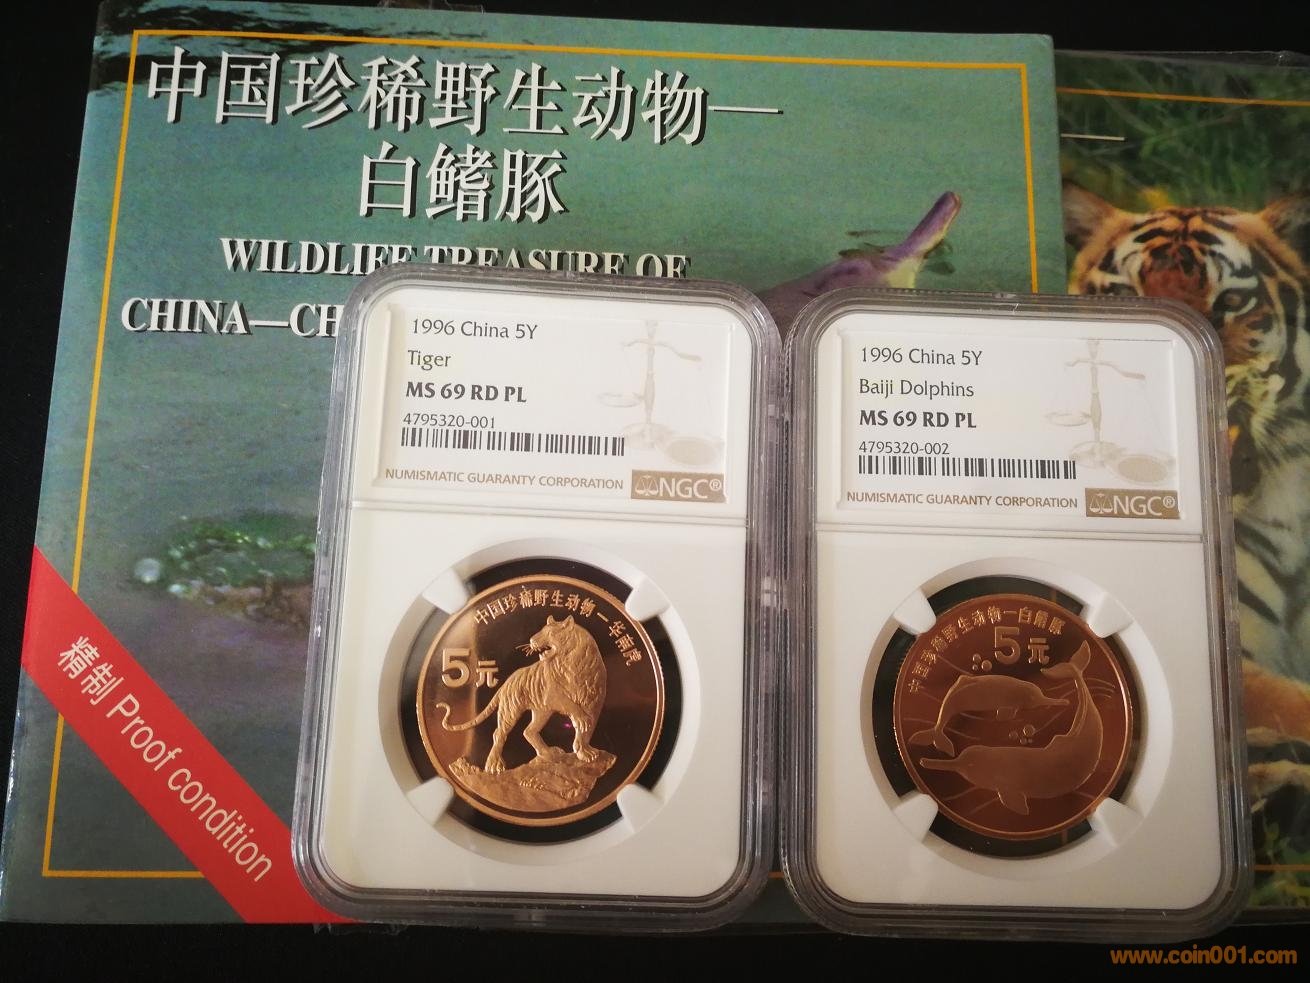 中国珍稀野生动物—
白鳍豚
WILDLIFE TREASURE OF
CHINA—CH
精制 Proof condition
1996 China 5Y
Tiger
MS 69 RD PL
4795320-001
NUMISMATIC GUARANTY CORPORATION NGC®
中国珍稀野生动物—华南虎
5元
1996 China 5Y
Baiji Dolphins
MS 69 RD PL
4795320-002
NUMISMATIC GUARANTY CORPORATION NGC®
中国珍稀野生动物—白鳍豚
5元
www.coin001.com